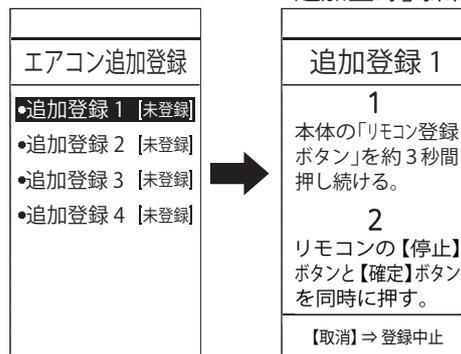 エアコン追加登録
•追加登録 1 [未登録]
•追加登録 2 [未登録]
•追加登録 3 [未登録]
•追加登録 4 [未登録]
追加登録 1
1
本体の「リモコン登録
ボタン」を約 3 秒間
押し続ける。
2
リモコンの【停止】
ボタンと【確定】ボタン
を同時に押す。
【取消】⇒ 登録中止